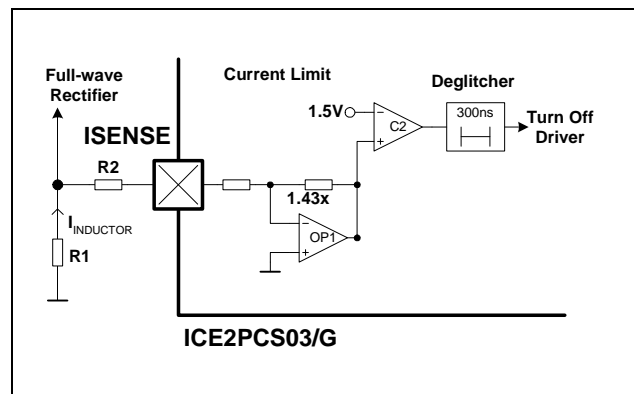 Full-wave
Rectifier
Current Limit
Deglitcher
ISENSE
1.5V
C2
300ns
Turn Off
Driver
R2
1.43x
I INDUCTOR
R1
OP1
ICE2PCS03/G